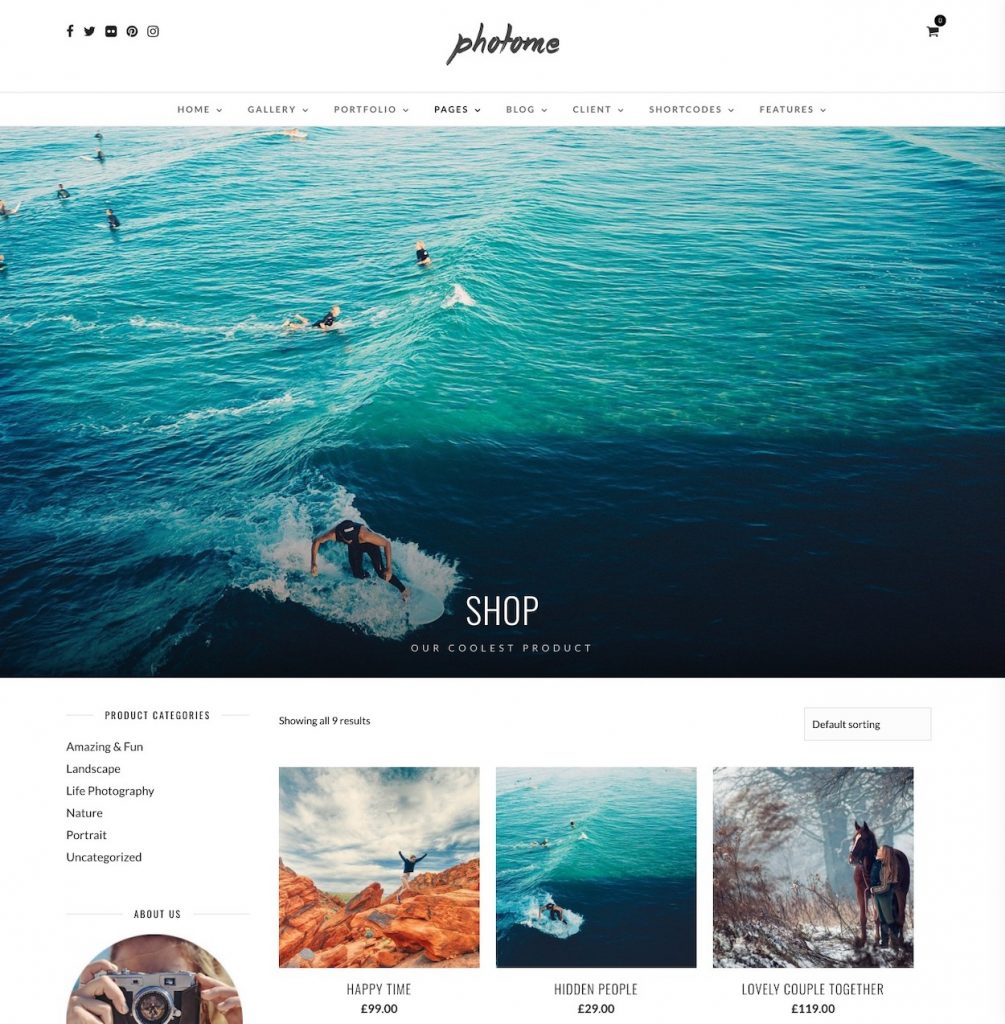 photome
0
HOME GALLERY PORTFOLIO PAGES BLOG CLIENT SHORTCODES FEATURES
SHOP
OUR COOLEST PRODUCT
PRODUCT CATEGORIES
Amazing & Fun
Landscape
Life Photography
Nature
Portrait
Uncategorized
ABOUT US
Showing all 9 results
Default sorting
HAPPY TIME
£99.00
HIDDEN PEOPLE
£29.00
LOVELY COUPLE TOGETHER
£119.00